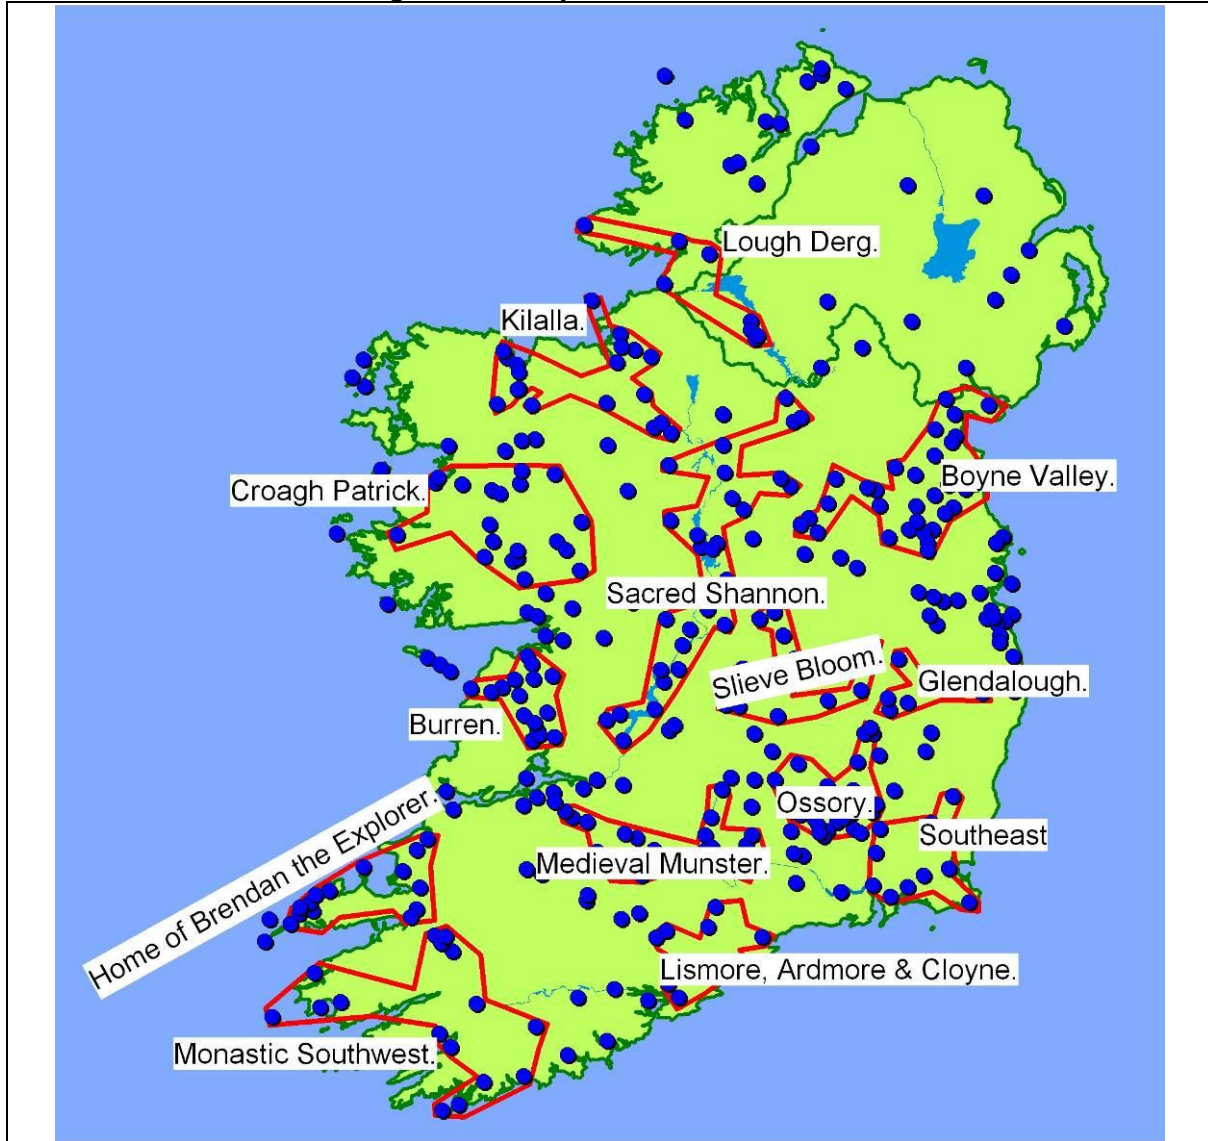 Lough Derg.
Kilalla.
Boyne Valley.
Croagh Patrick.
Sacred Shannon.
Slieve Bloom.
Glendalough.
Burren.
Home of Brendan the Explorer.
Ossory.
Southeast
Medieval Munster.
Lismore, Ardmore & Cloyne.
Monastic Southwest.